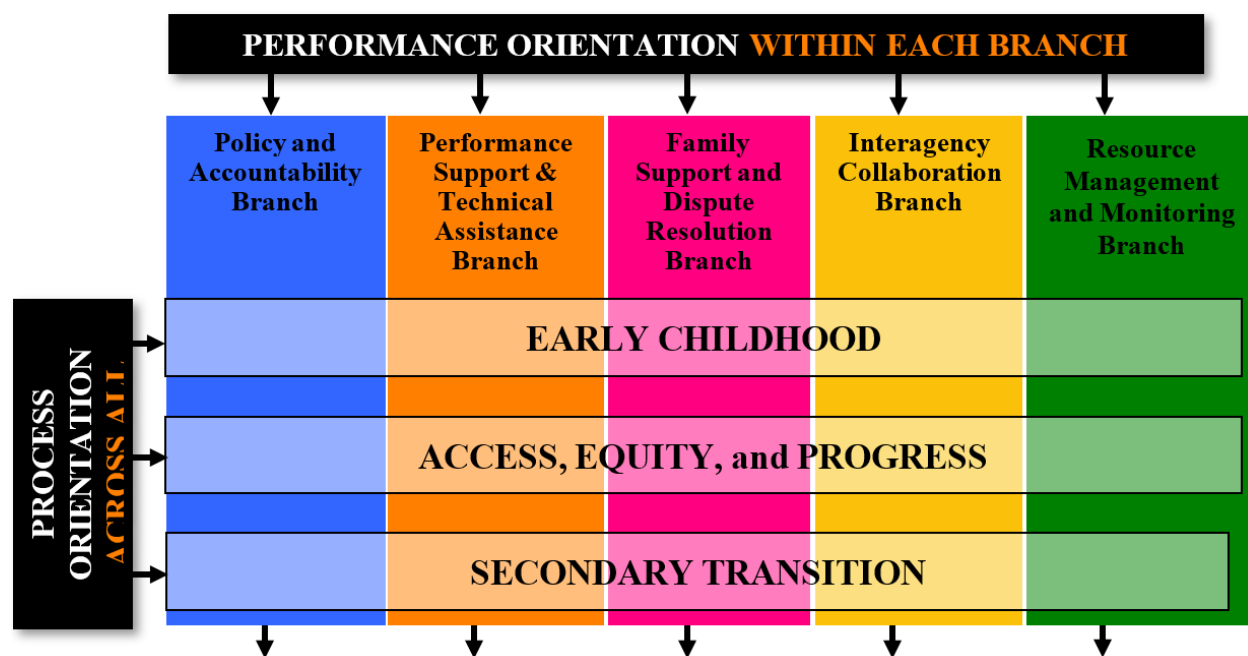 PERFORMANCE ORIENTATION WITHIN EACH BRANCH
Policy and
Accountability
Branch
Performance
Support &
Technical
Assistance
Branch
Family
Support and
Dispute
Resolution
Branch
Interagency
Collaboration
Branch
Resource
Management
and Monitoring
Branch
PROCESS
ORIENTATION
ACROSS ALL
EARLY CHILDHOOD
ACCESS, EQUITY, and PROGRESS
SECONDARY TRANSITION